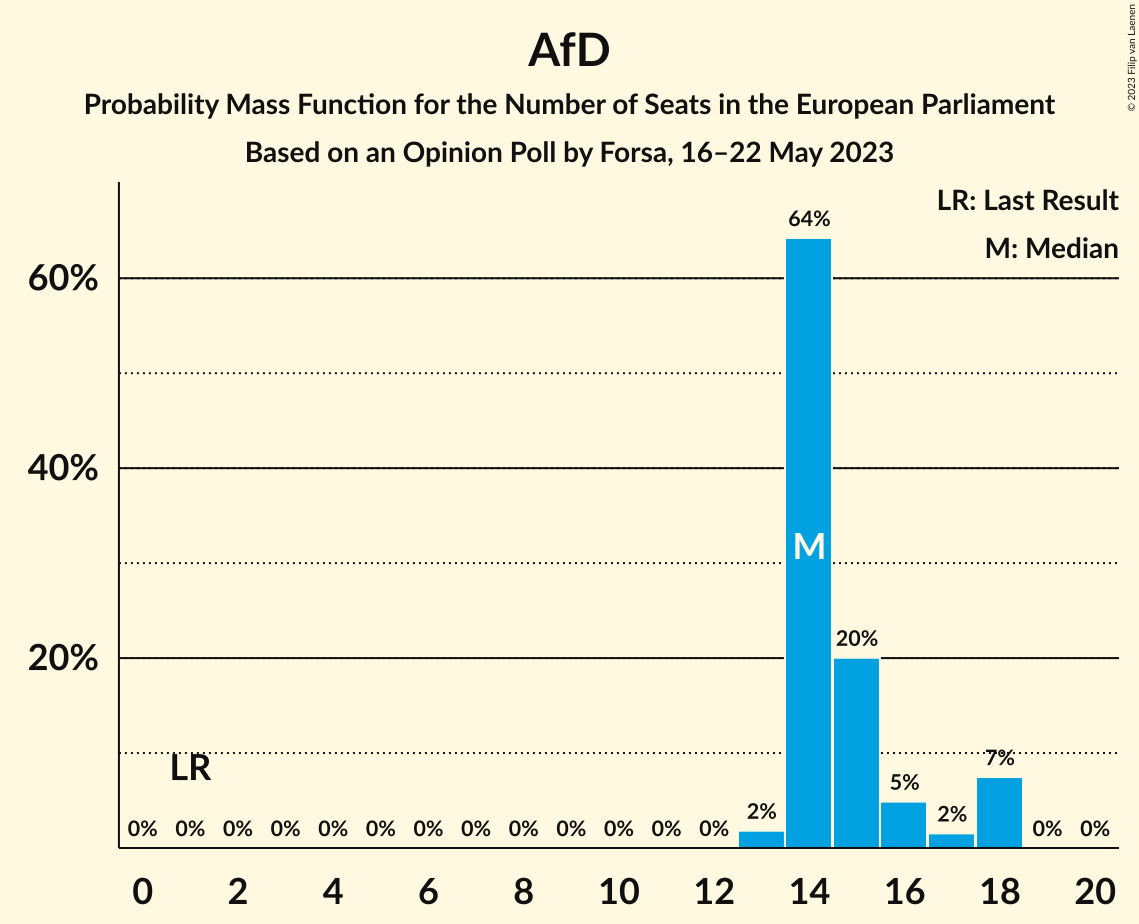 AfD
Probability Mass Function for the Number of Seats in the European Parliament
Based on an Opinion Poll by Forsa, 16–22 May 2023
© 2023 Filip van Laenen
LR: Last Result
M: Median
64%
60%
40%
M
20%
20%
LR
7%
5%
2%
2%
0% 0% 0% 0% 0% 0% 0% 0% 0% 0% 0% 0% 0% 0% 0%
0 2 4 6 8 10 12 14 16 18 20